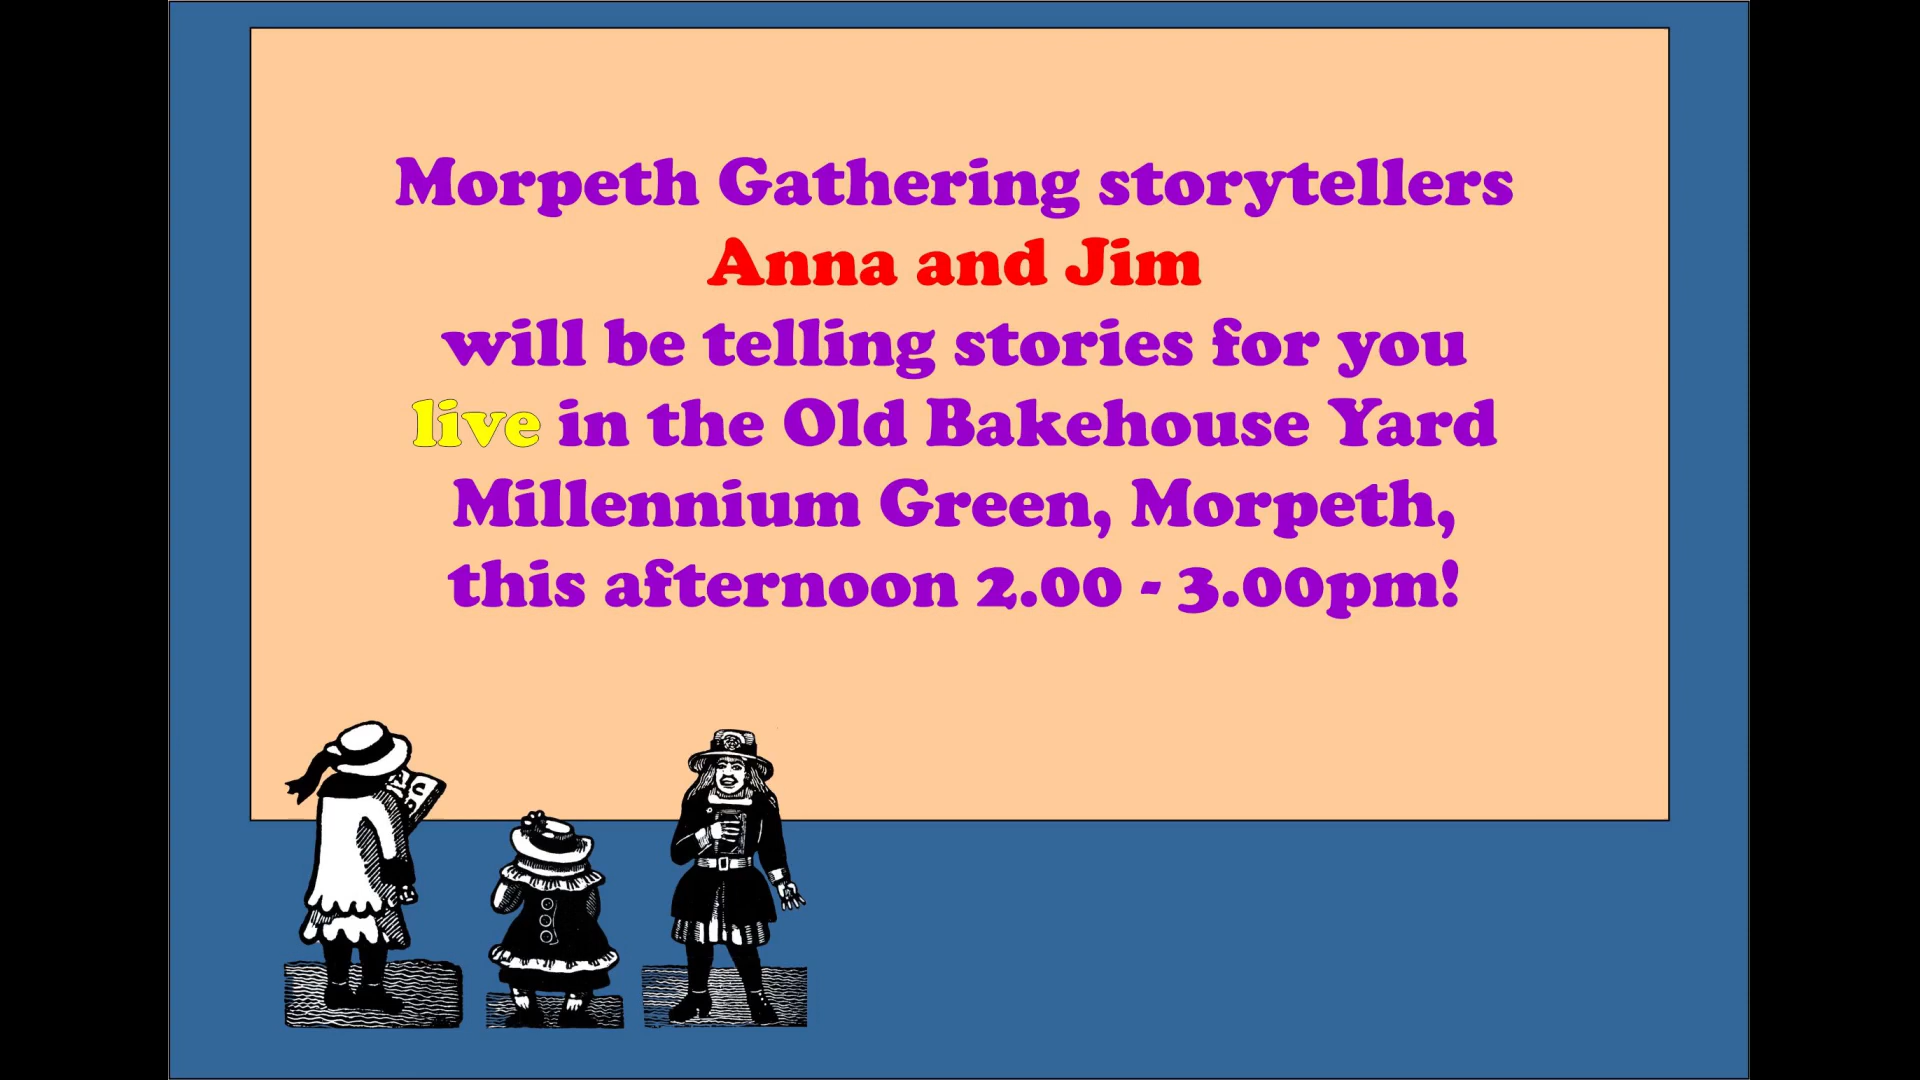 Morpeth Gathering storytellers
Anna and Jim
will be telling stories for you
live in the Old Bakehouse Yard
Millennium Green, Morpeth,
this afternoon 2.00 - 3.00pm!